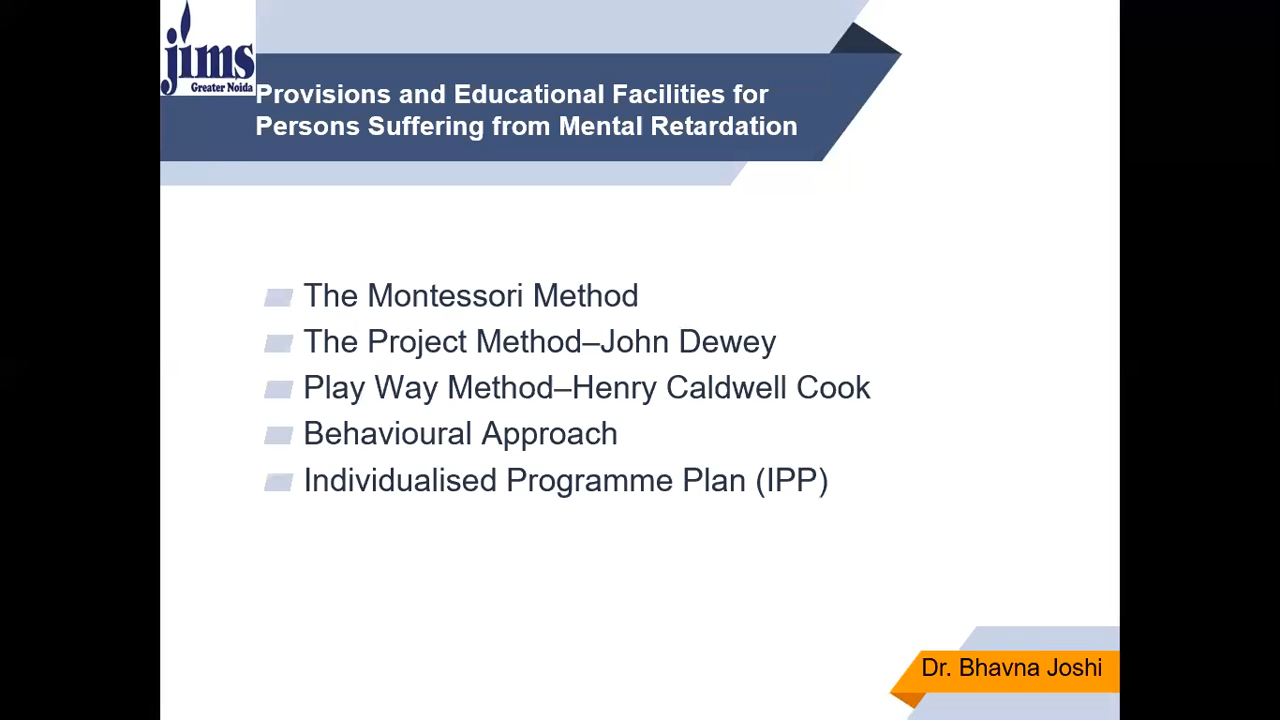 jims
Greater Noida
Provisions and Educational Facilities for
Persons Suffering from Mental Retardation
The Montessori Method
The Project Method–John Dewey
Play Way Method–Henry Caldwell Cook
Behavioural Approach
Individualised Programme Plan (IPP)
Dr. Bhavna Joshi